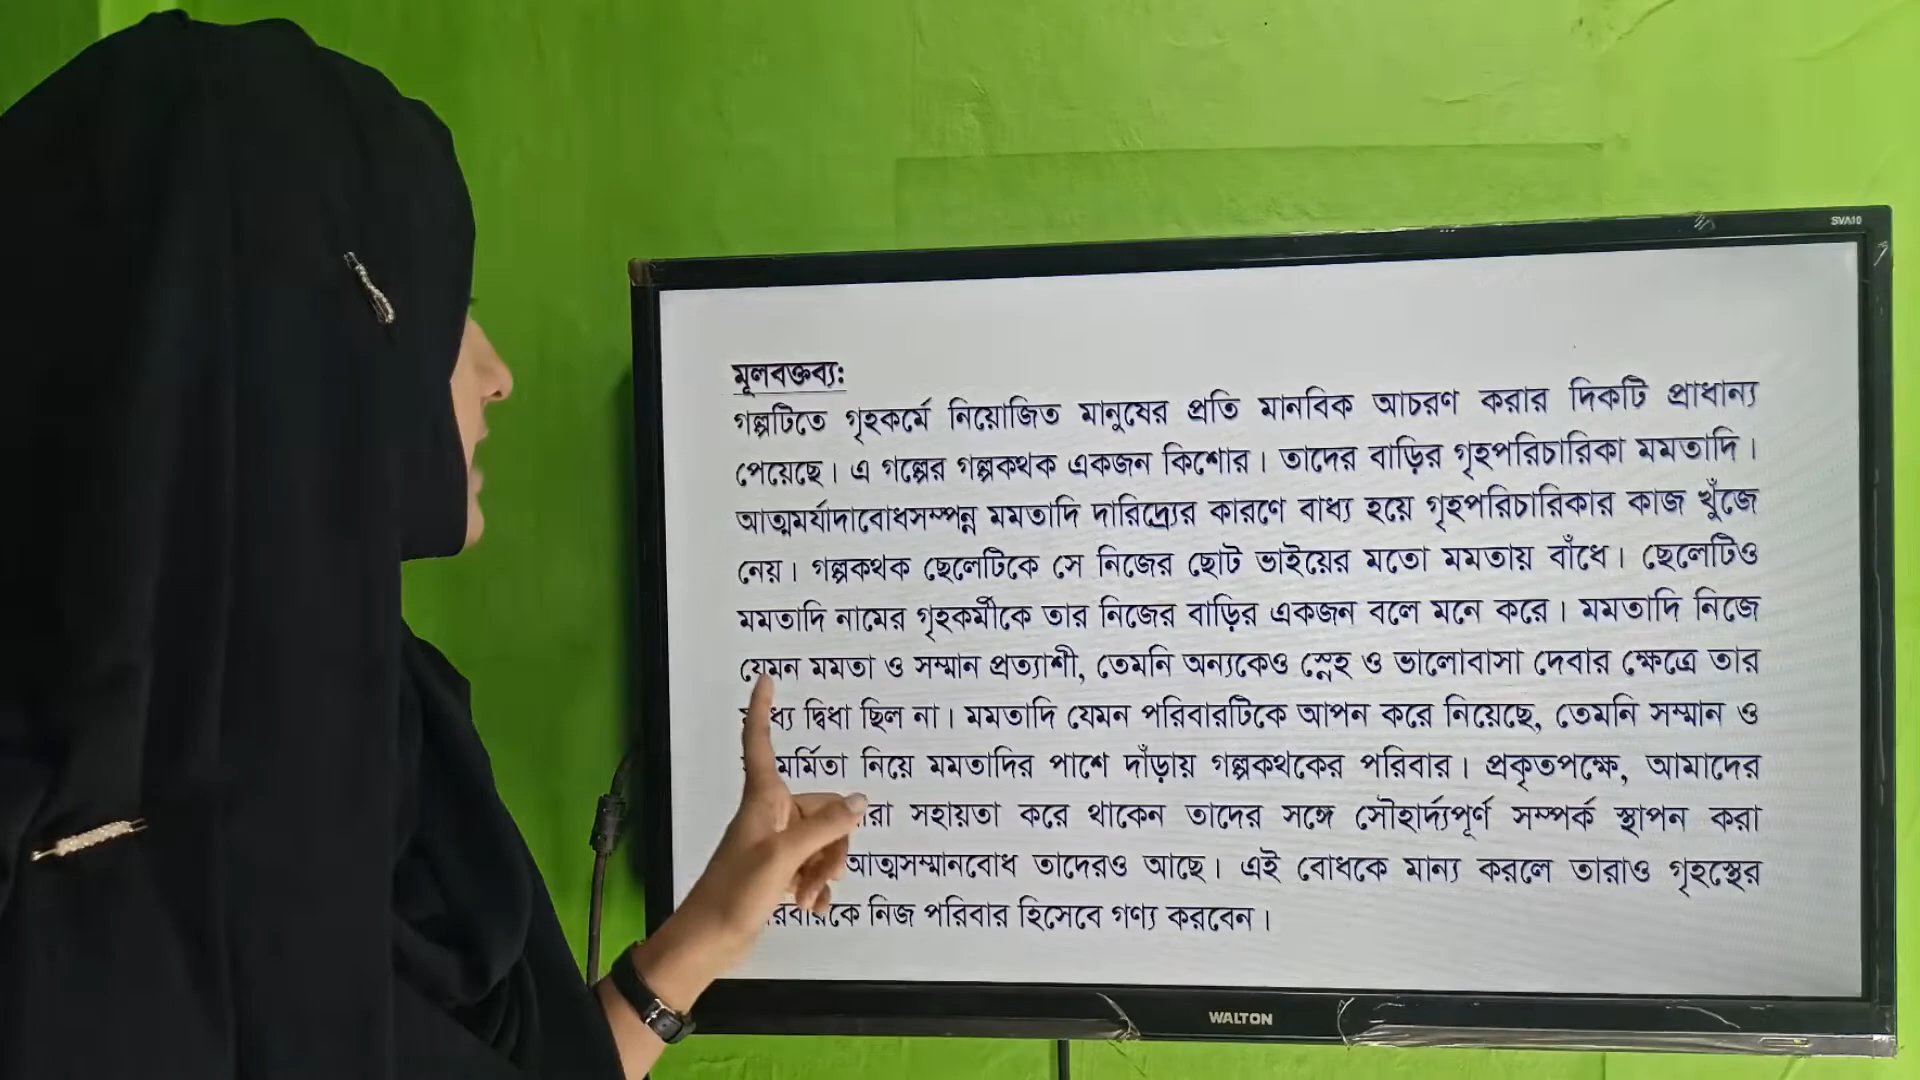 SVA10
মূলবক্তব্য:
গল্পটিতে গৃহকর্মে নিয়োজিত মানুষের প্রতি মানবিক আচরণ করার দিকটি প্রাধান্য
পেয়েছে। এ গল্পের গল্পকথক একজন কিশোর। তাদের বাড়ির গৃহপরিচারিকা মমতাদি।
আত্মমর্যাদাবোধসম্পন্ন মমতাদি দারিদ্র্যের কারণে বাধ্য হয়ে গৃহপরিচারিকার কাজ খুঁজে
নেয়। গল্পকথক ছেলেটিকে সে নিজের ছোট ভাইয়ের মতো মমতায় বাঁধে। ছেলেটিও
মমতাদি নামের গৃহকর্মীকে তার নিজের বাড়ির একজন বলে মনে করে। মমতাদি নিজে
যেমন মমতা ও সম্মান প্রত্যাশী, তেমনি অন্যকেও স্নেহ ও ভালোবাসা দেবার ক্ষেত্রে তার
দ্বিধা ছিল না। মমতাদি যেমন পরিবারটিকে আপন করে নিয়েছে, তেমনি সম্মান ও
নিয়ে মমতাদির পাশে দাঁড়ায় গল্পকথকের পরিবার। প্রকৃতপক্ষে, আমাদের
সহায়তা করে থাকেন তাদের সঙ্গে সৌহার্দ্যপূর্ণ সম্পর্ক স্থাপন করা
আত্মসম্মানবোধ তাদেরও আছে। এই বোধকে মান্য করলে তারাও গৃহস্থের
নিজ পরিবার হিসেবে গণ্য করবেন।
WALTON